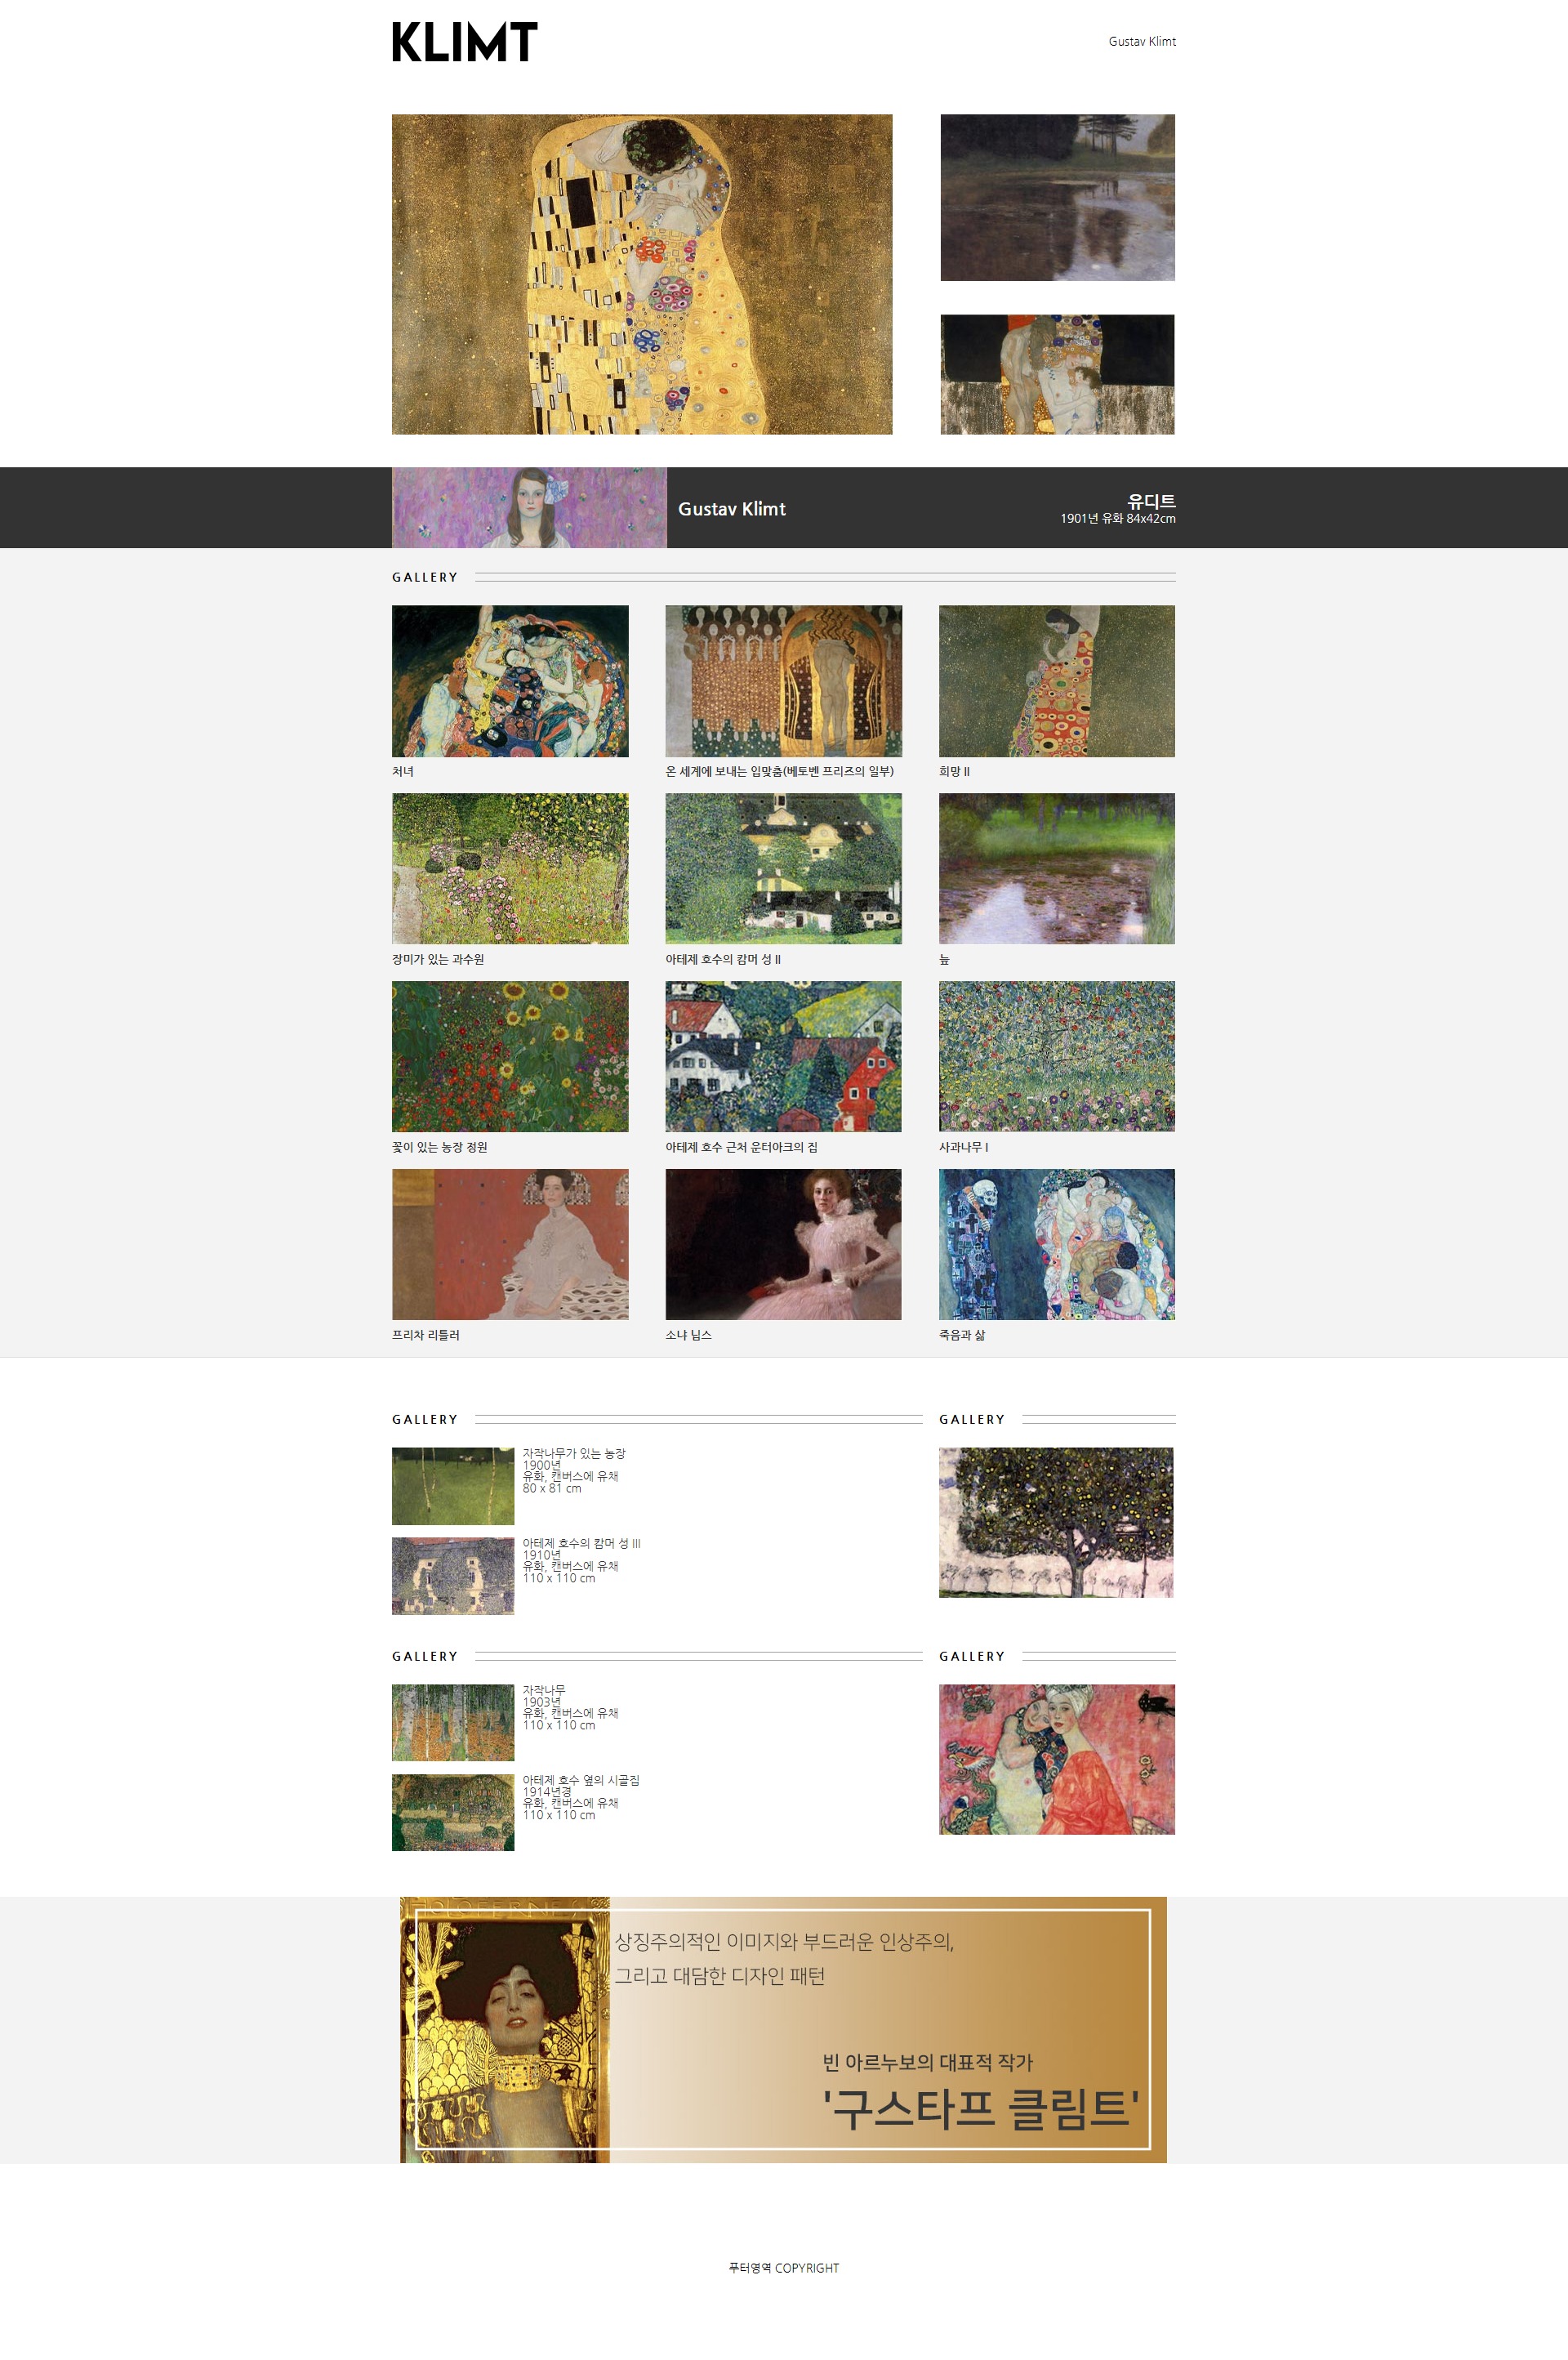 KLIMT
Gustav Klimt
Gustav Klimt
유디트
1901년 유화 84x42cm
GALLERY
처녀
온 세계에 보내는 입맞춤(베토벤 프리즈의 일부)
희망 II
장미가 있는 과수원
아테제 호수의 캄머 성 II
늪
꽃이 있는 농장 정원
아테제 호수 근처 운터아크의 집
사과나무 I
프리차 리틀러
소냐 닙스
죽음과 삶
GALLERY
자작나무가 있는 농장
1900년
유화, 캔버스에 유채
80 x 81 cm
아테제 호수의 캄머 성 III
1910년
유화, 캔버스에 유채
110 x 110 cm
GALLERY
GALLERY
자작나무
1903년
유화, 캔버스에 유채
110 x 110 cm
아테제 호수 옆의 시골집
1914년경
유화, 캔버스에 유채
110 x 110 cm
GALLERY
상징주의적인 이미지와 부드러운 인상주의,
그리고 대담한 디자인 패턴
빈 아르누보의 대표적 작가
'구스타프 클림트'
푸터영역 COPYRIGHT